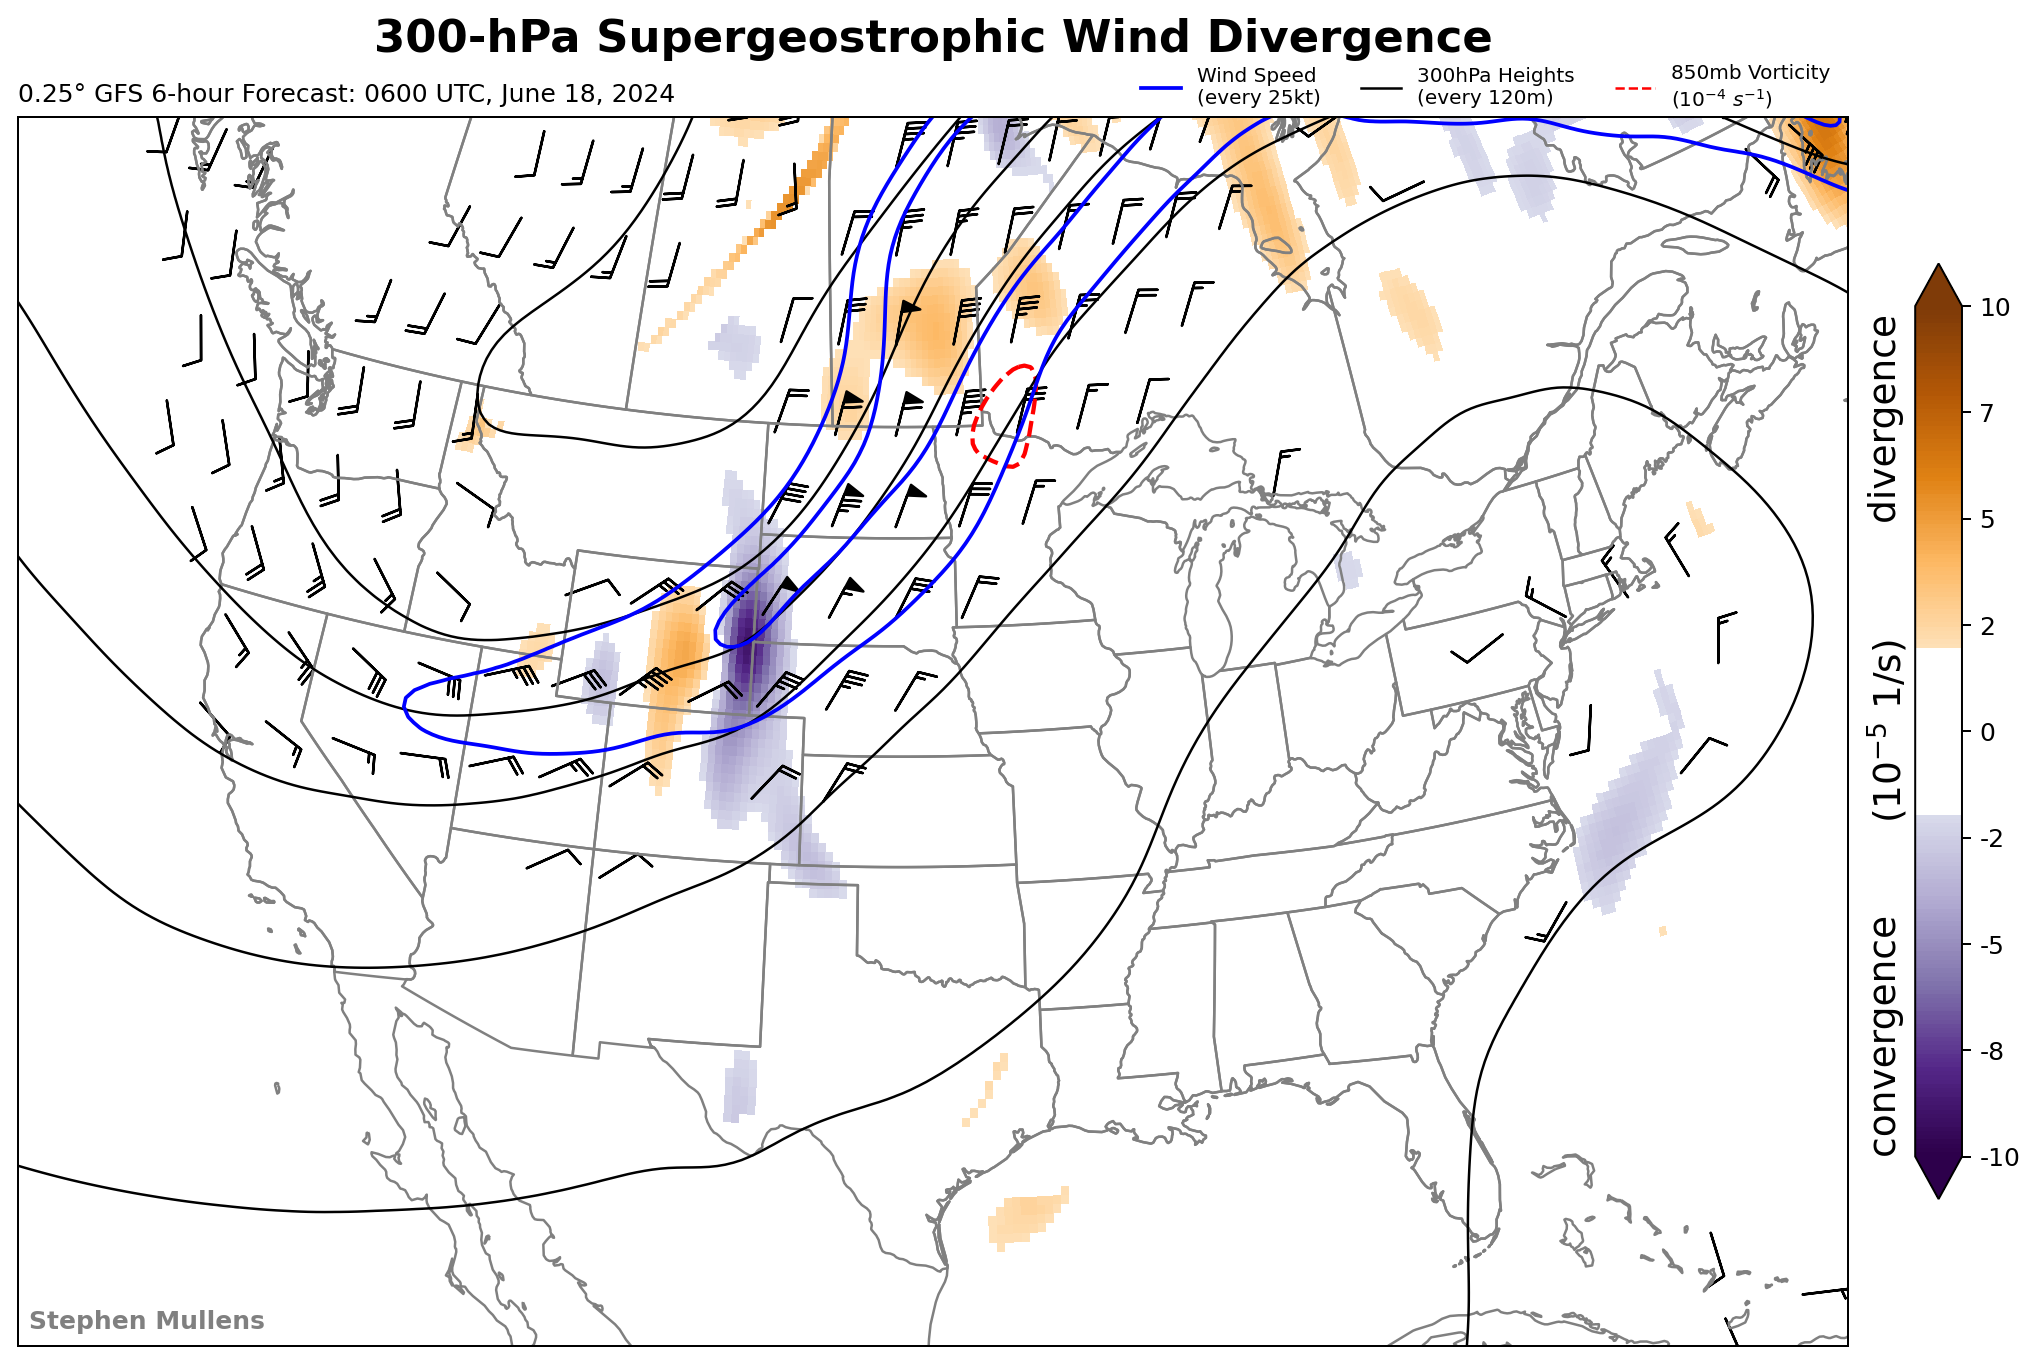 300-hPa Supergeostrophic Wind Divergence
0.25° GFS 6-hour Forecast: 0600 UTC, June 18, 2024
Wind Speed
(every 25kt)
300hPa Heights
(every 120m)
850mb Vorticity
(10⁻⁴ s⁻¹)
10
7
5
2
0
-2
-5
-8
-10
convergence (10⁻⁵ 1/s) divergence
Stephen Mullens